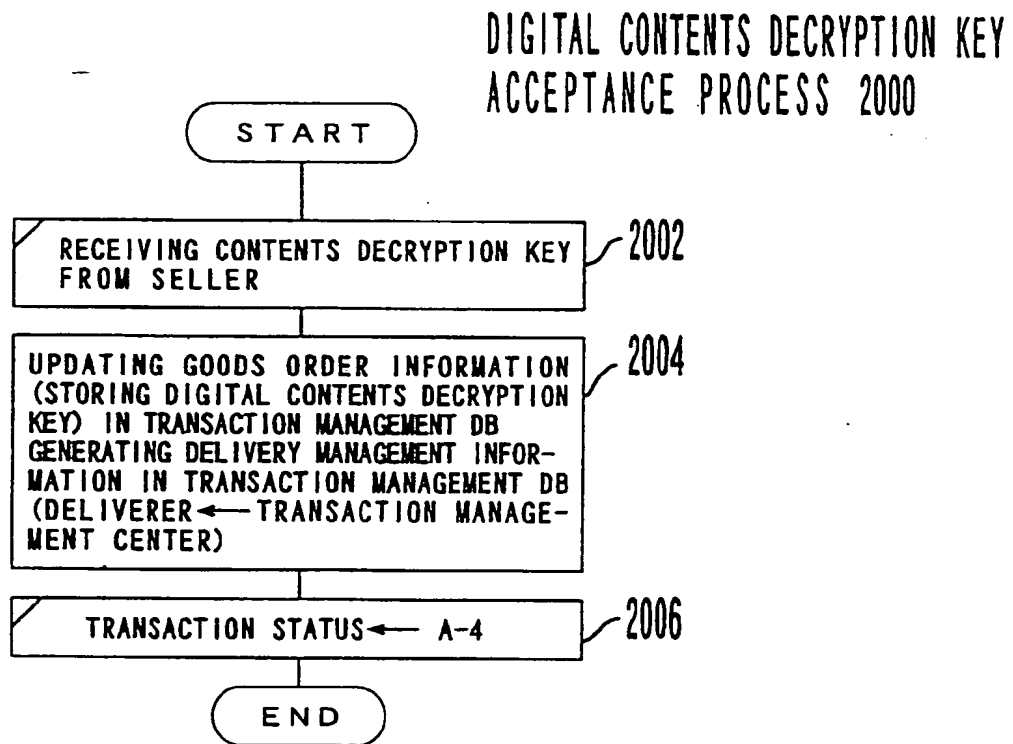 DIGITAL CONTENTS DECRYPTION KEY
ACCEPTANCE PROCESS 2000
START
RECEIVING CONTENTS DECRYPTION KEY
FROM SELLER
2002
UPDATING GOODS ORDER INFORMATION
(STORING DIGITAL CONTENTS DECRYPTION
KEY) IN TRANSACTION MANAGEMENT DB
GENERATING DELIVERY MANAGEMENT INFOR-
MATION IN TRANSACTION MANAGEMENT DB
(DELIVERER ← TRANSACTION MANAGE-
MENT CENTER)
2004
TRANSACTION STATUS ← A-4
2006
END